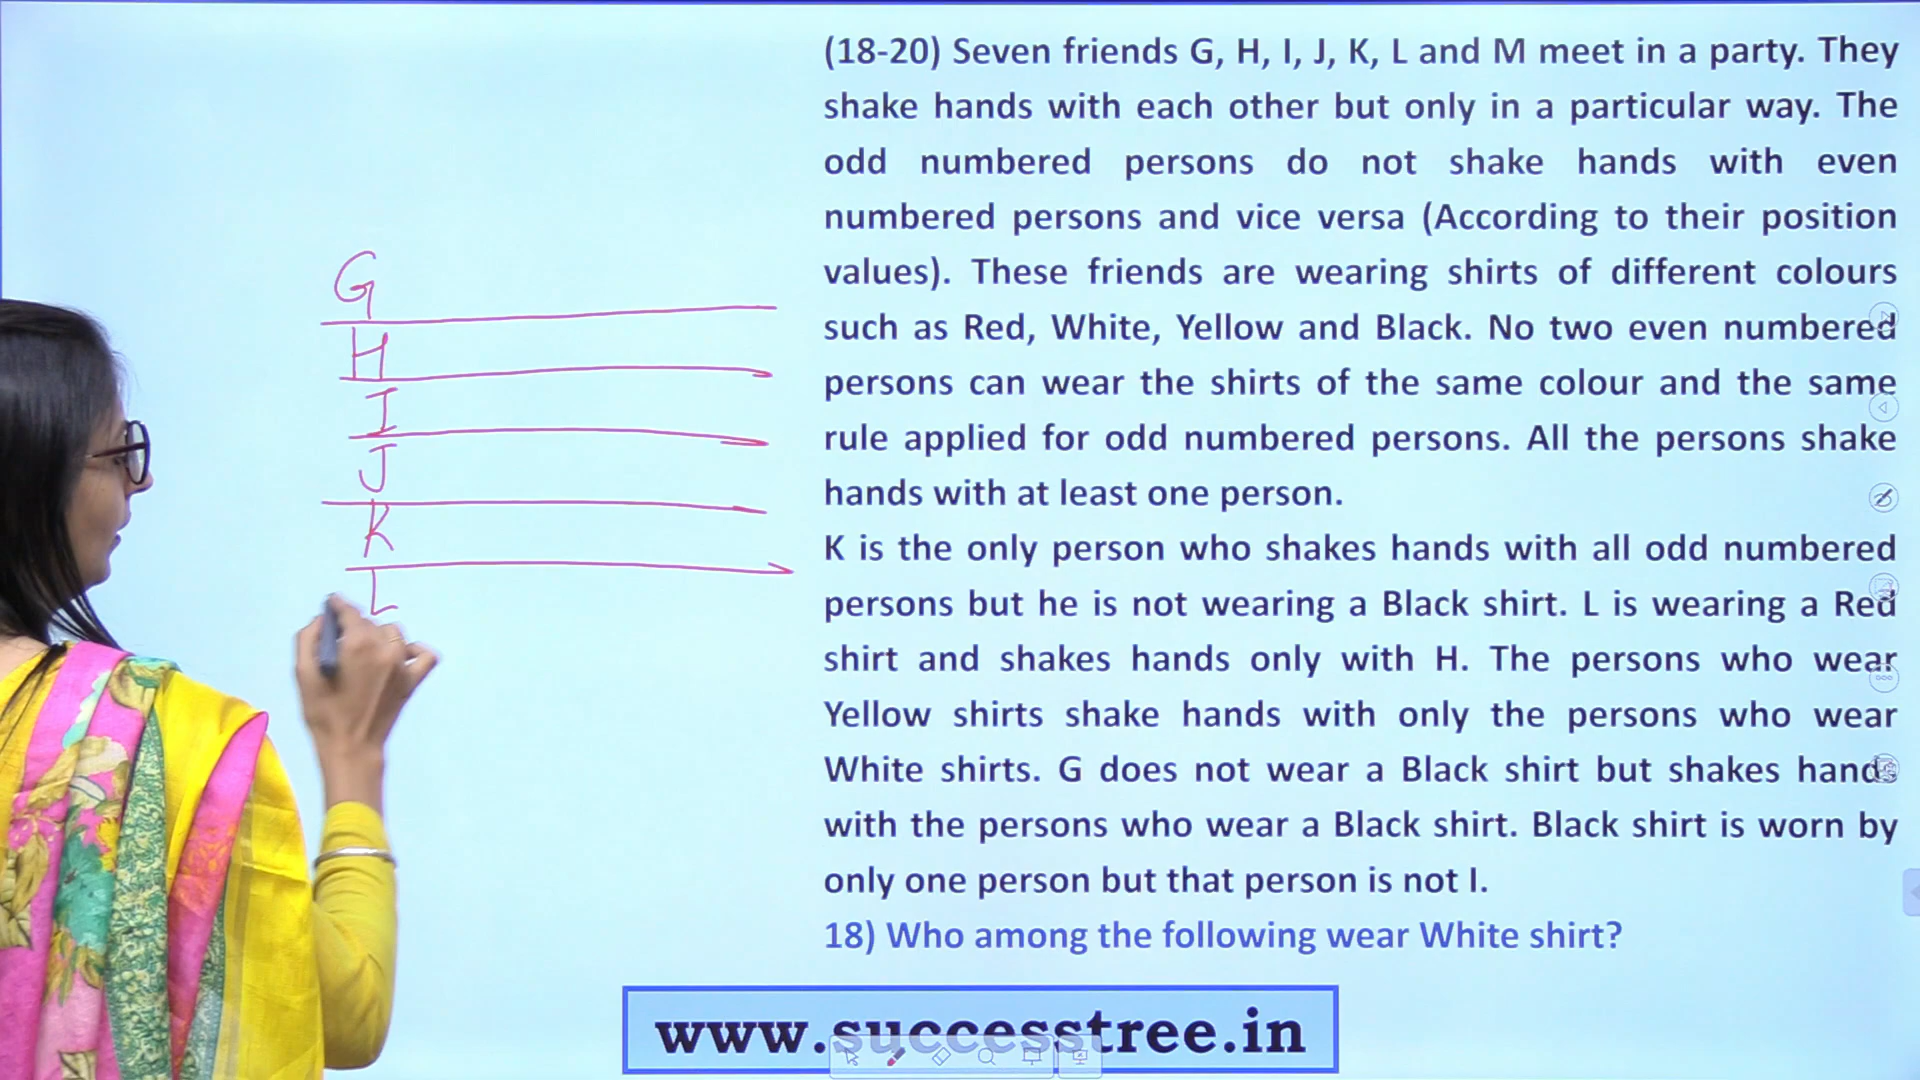 (18-20) Seven friends G, H, I, J, K, L and M meet in a party. They
shake hands with each other but only in a particular way. The
odd numbered persons do not shake hands with even
numbered persons and vice versa (According to their position
values). These friends are wearing shirts of different colours
such as Red, White, Yellow and Black. No two even numbered
persons can wear the shirts of the same colour and the same
rule applied for odd numbered persons. All the persons shake
hands with at least one person.
K is the only person who shakes hands with all odd numbered
persons but he is not wearing a Black shirt. L is wearing a Red
shirt and shakes hands only with H. The persons who wear
Yellow shirts shake hands with only the persons who wear
White shirts. G does not wear a Black shirt but shakes hands
with the persons who wear a Black shirt. Black shirt is worn by
only one person but that person is not I.
18) Who among the following wear White shirt?
G
H
I
J
K
L
www.successtree.in